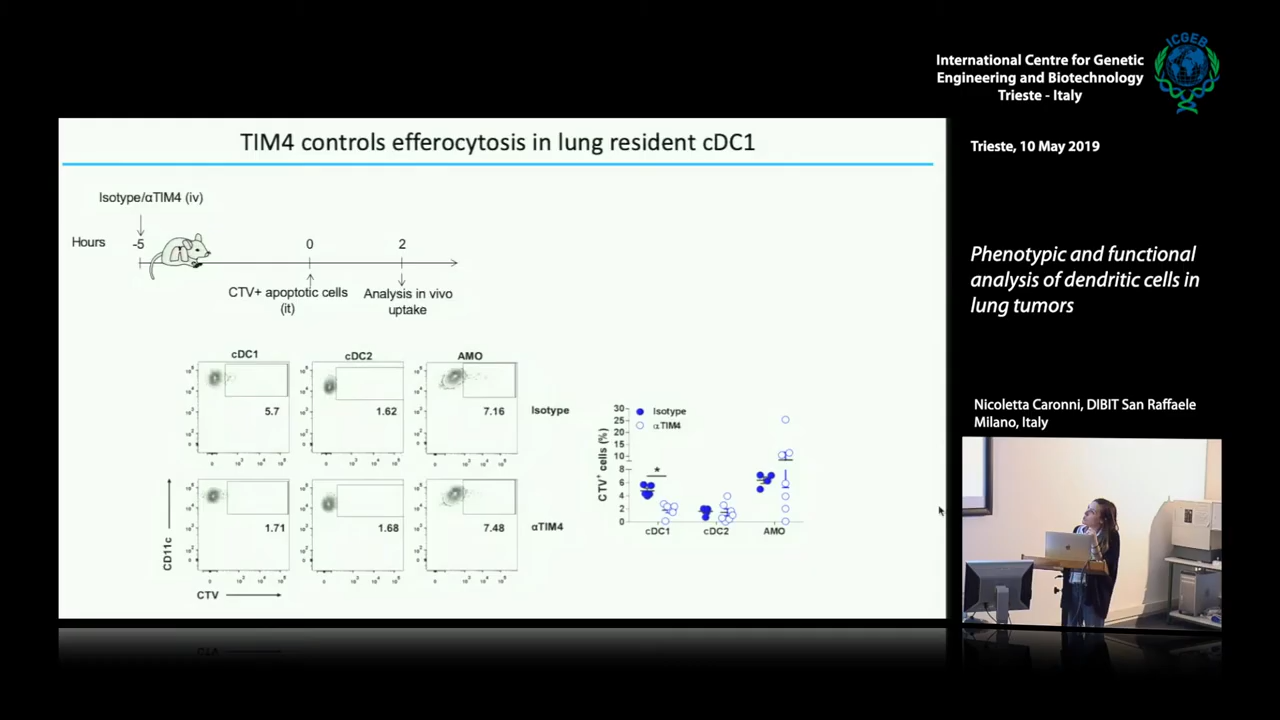 International Centre for Genetic
Engineering and Biotechnology
Trieste - Italy
ICGEB
Trieste, 10 May 2019
Phenotypic and functional
analysis of dendritic cells in
lung tumors
Nicoletta Caronni, DIBIT San Raffaele
Milano, Italy
TIM4 controls efferocytosis in lung resident cDC1
Isotype/αTIM4 (iv)
Hours
-5
0
2
CTV+ apoptotic cells
(it)
Analysis in vivo
uptake
cDC1
cDC2
AMO
5.7
1.62
7.16
Isotype
1.71
1.68
7.48
αTIM4
CD11c
CTV
Isotype
αTIM4
CTV⁺ cells (%)
30
25
20
15
10
8
6
4
2
0
*
cDC1
cDC2
AMO